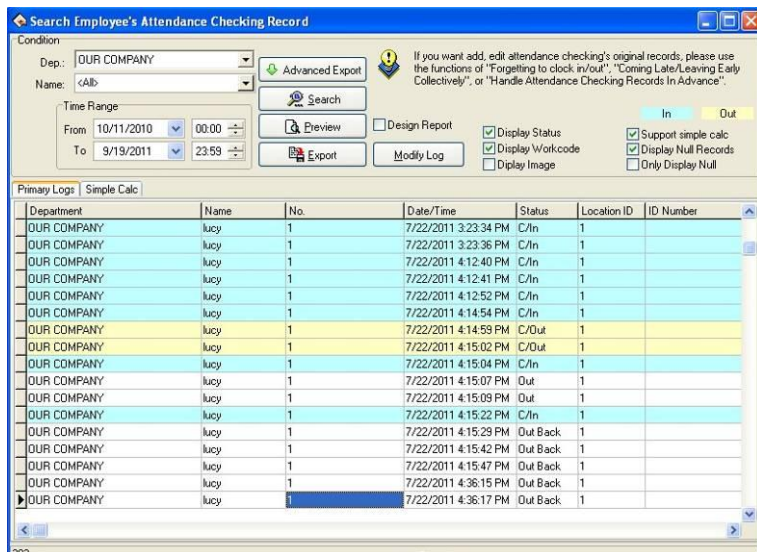 Search Employee's Attendance Checking Record
Condition
Dep.: OUR COMPANY
Name: <All>
Time Range
From 10/11/2010 00:00
To 9/19/2011 23:59
Advanced Export
Search
Preview
Export
Design Report
Modify Log
If you want add, edit attendance checking's original records, please use
the functions of "Forgetting to clock in/out", "Coming Late/Leaving Early
Collectively", or "Handle Attendance Checking Records In Advance".
In Out
Display Status
Display Workcode
Diplay Image
Support simple calc
Display Null Records
Only Display Null
Primary Logs Simple Calc
Department Name No. Date/Time Status Location ID ID Number
OUR COMPANY lucy 1 7/22/2011 3:23:34 PM C/In 1
OUR COMPANY lucy 1 7/22/2011 3:23:36 PM C/In 1
OUR COMPANY lucy 1 7/22/2011 4:12:40 PM C/In 1
OUR COMPANY lucy 1 7/22/2011 4:12:41 PM C/In 1
OUR COMPANY lucy 1 7/22/2011 4:12:52 PM C/In 1
OUR COMPANY lucy 1 7/22/2011 4:14:54 PM C/In 1
OUR COMPANY lucy 1 7/22/2011 4:14:59 PM C/Out 1
OUR COMPANY lucy 1 7/22/2011 4:15:02 PM C/Out 1
OUR COMPANY lucy 1 7/22/2011 4:15:04 PM C/In 1
OUR COMPANY lucy 1 7/22/2011 4:15:07 PM Out 1
OUR COMPANY lucy 1 7/22/2011 4:15:09 PM Out 1
OUR COMPANY lucy 1 7/22/2011 4:15:22 PM C/In 1
OUR COMPANY lucy 1 7/22/2011 4:15:29 PM Out Back 1
OUR COMPANY lucy 1 7/22/2011 4:15:42 PM Out Back 1
OUR COMPANY lucy 1 7/22/2011 4:15:47 PM Out Back 1
OUR COMPANY lucy 1 7/22/2011 4:36:15 PM Out Back 1
OUR COMPANY lucy 1 7/22/2011 4:36:17 PM Out Back 1